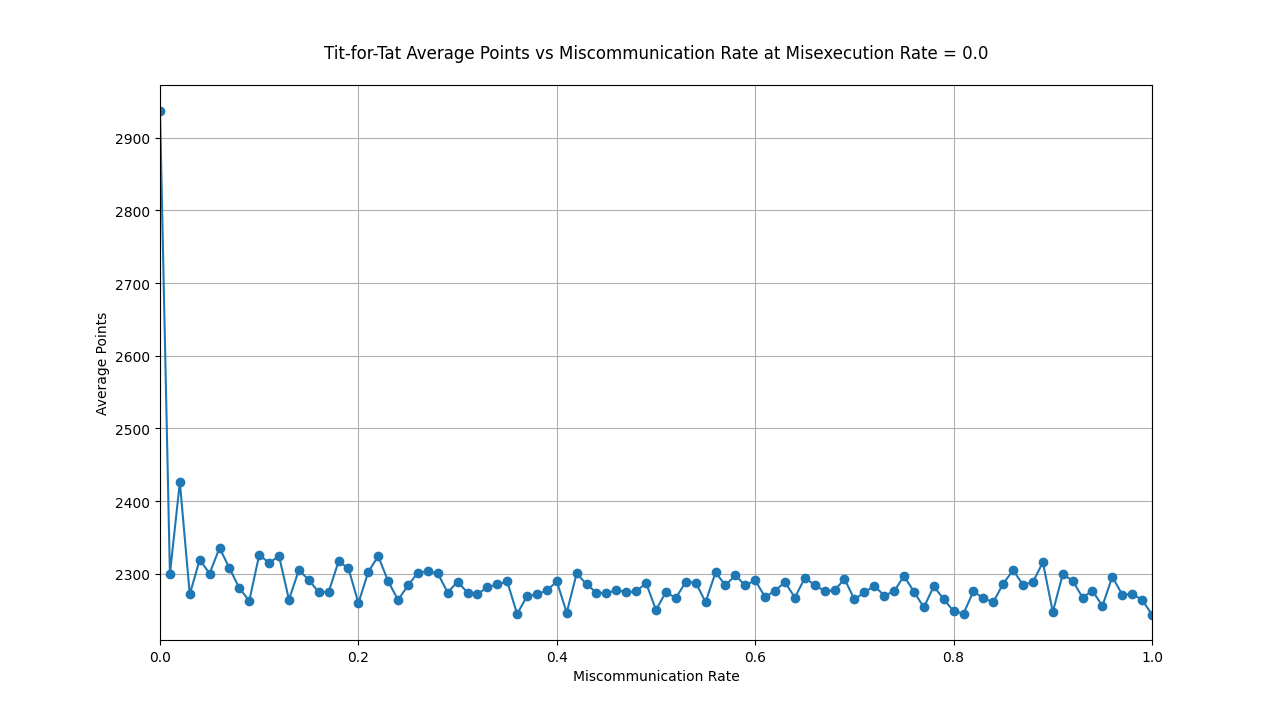 Tit-for-Tat Average Points vs Miscommunication Rate at Misexecution Rate = 0.0
2900
2800
2700
2600
2500
2400
2300
Average Points
0.0 0.2 0.4 0.6 0.8 1.0
Miscommunication Rate